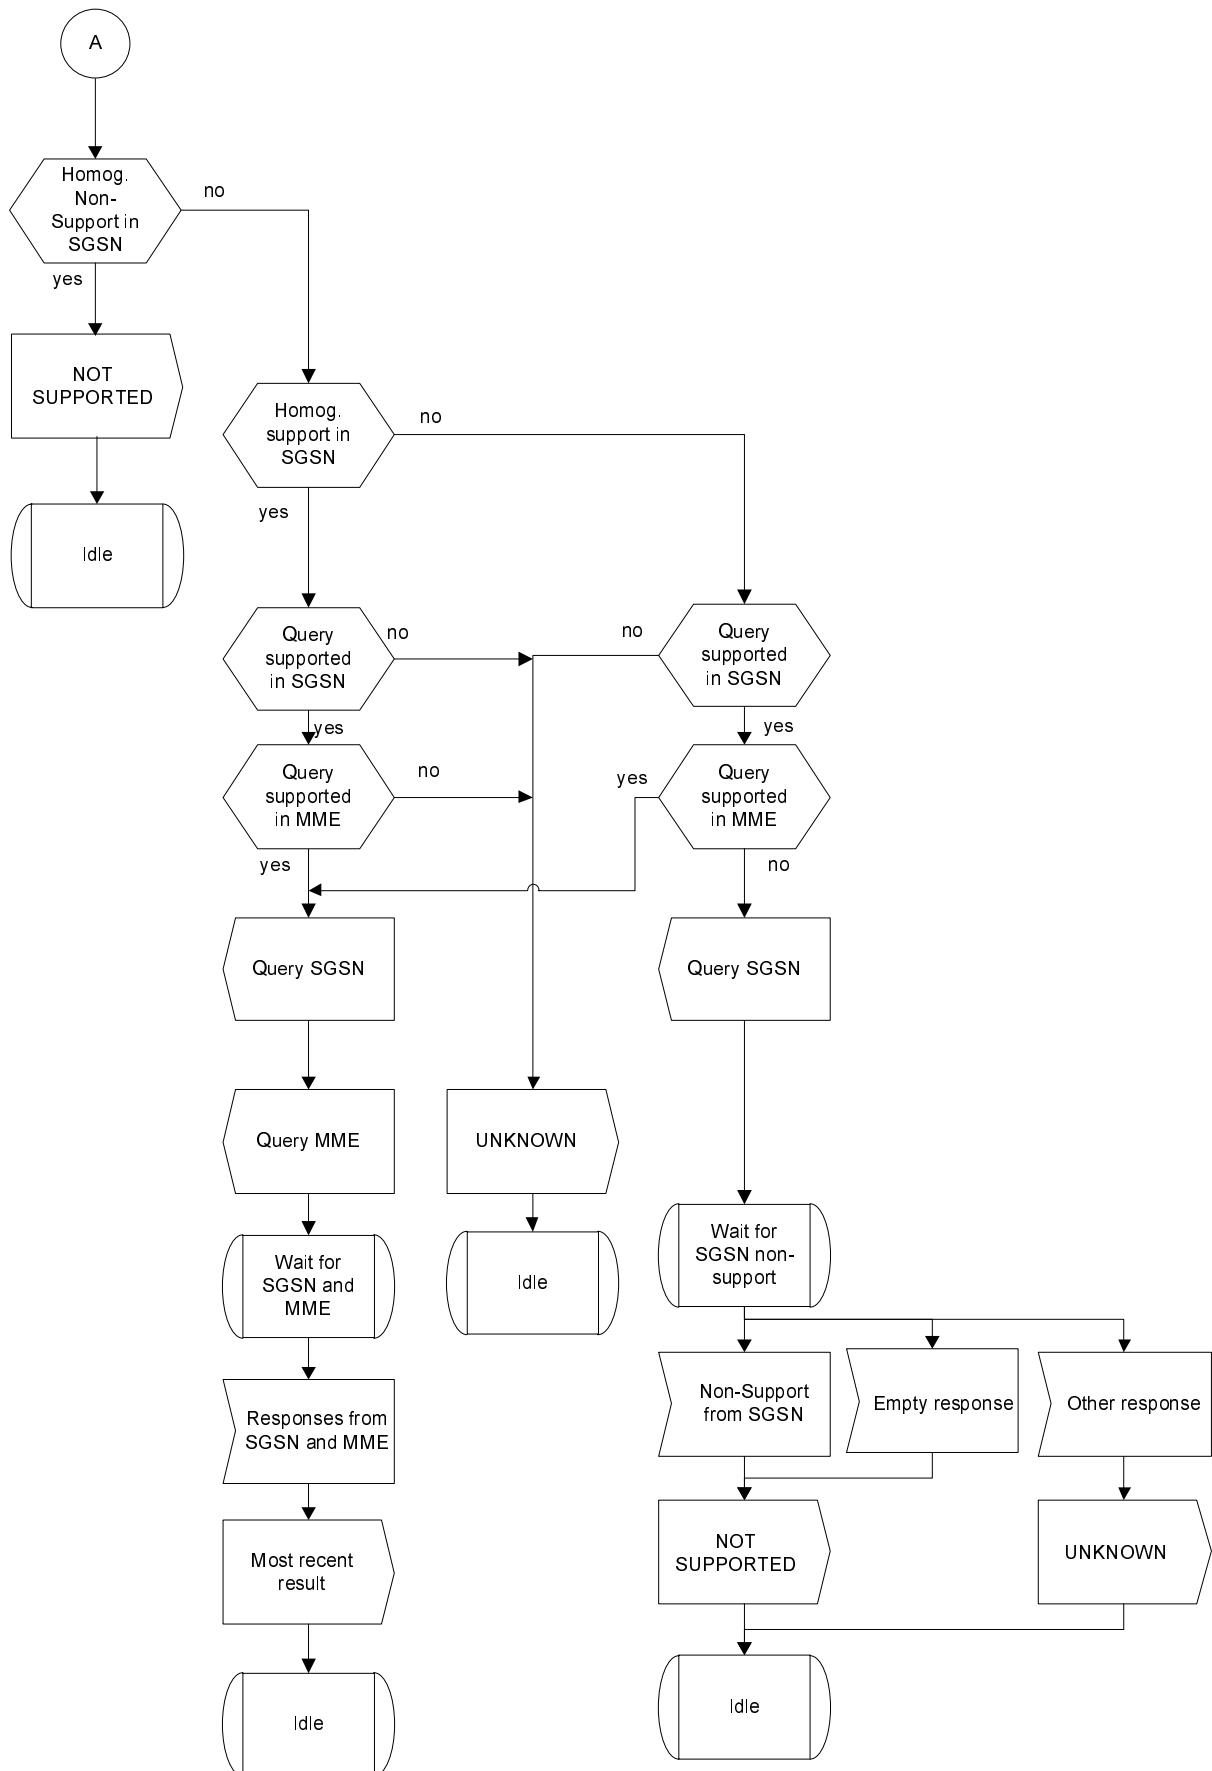 A
Homog.
Non-
Support in
SGSN
no
yes
NOT
SUPPORTED
Idle
Homog.
support in
SGSN
no
yes
Query
supported
in SGSN
no
yes
no
Query
supported
in SGSN
yes
Query
supported
in MME
no
yes
yes
Query
supported
in MME
no
Query SGSN
Query SGSN
Query MME
UNKNOWN
Wait for
SGSN and
MME
Idle
Wait for
SGSN non-
support
Responses from
SGSN and MME
Non-Support
from SGSN
Empty response
Other response
Most recent
result
NOT
SUPPORTED
UNKNOWN
Idle
Idle